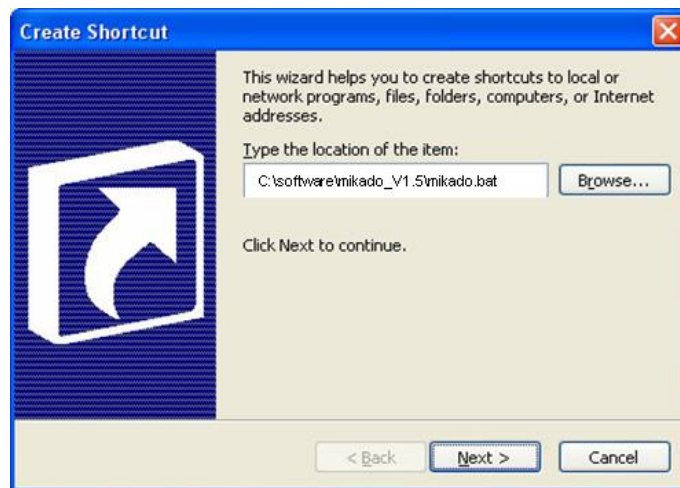 Create Shortcut
This wizard helps you to create shortcuts to local or
network programs, files, folders, computers, or Internet
addresses.
Type the location of the item:
C:\software\mikado_V1.5\mikado.bat
Browse...
Click Next to continue.
< Back
Next >
Cancel